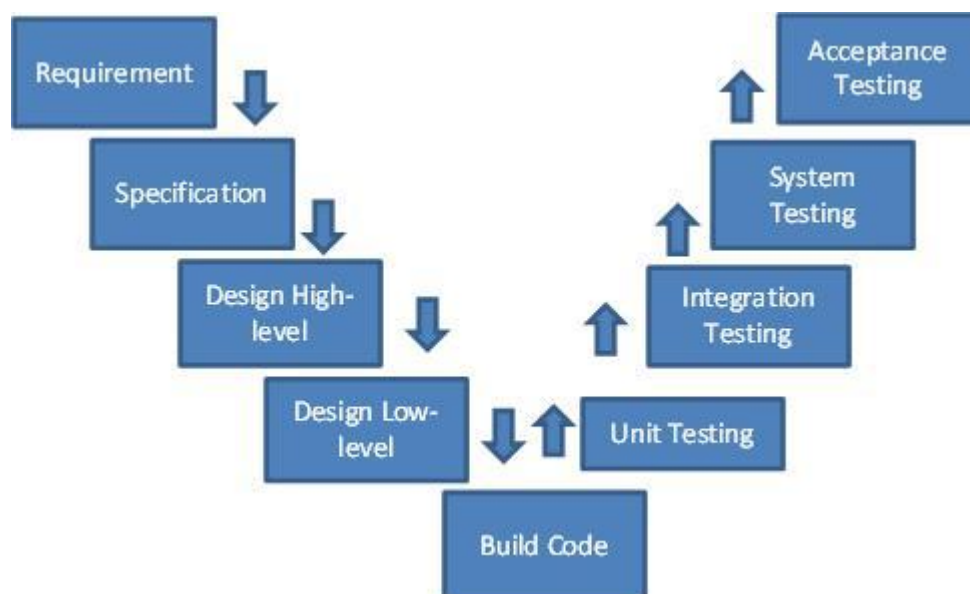 Requirement
Specification
Design High-
level
Design Low-
level
Build Code
Unit Testing
Integration
Testing
System
Testing
Acceptance
Testing